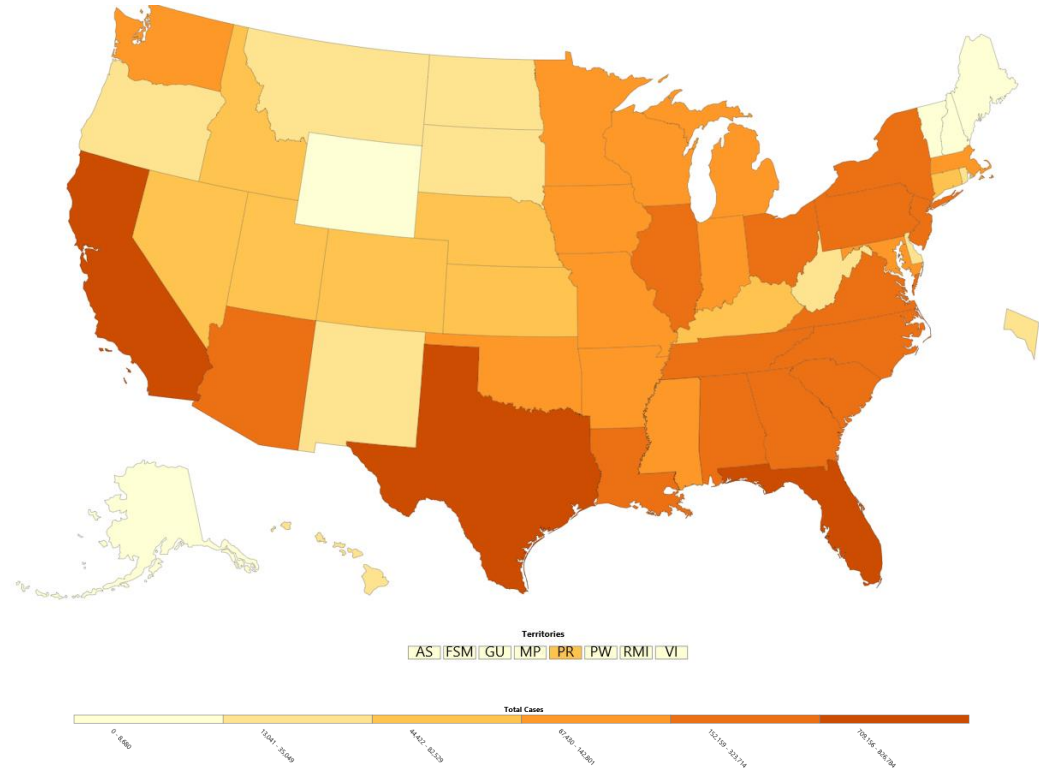 Territories
AS FSM GU MP PR PW RMI VI
Total Cases
0 - 8,680
13,041 - 35,049
44,422 - 82,529
87,430 - 142,801
152,159 - 323,714
709,156 - 826,784